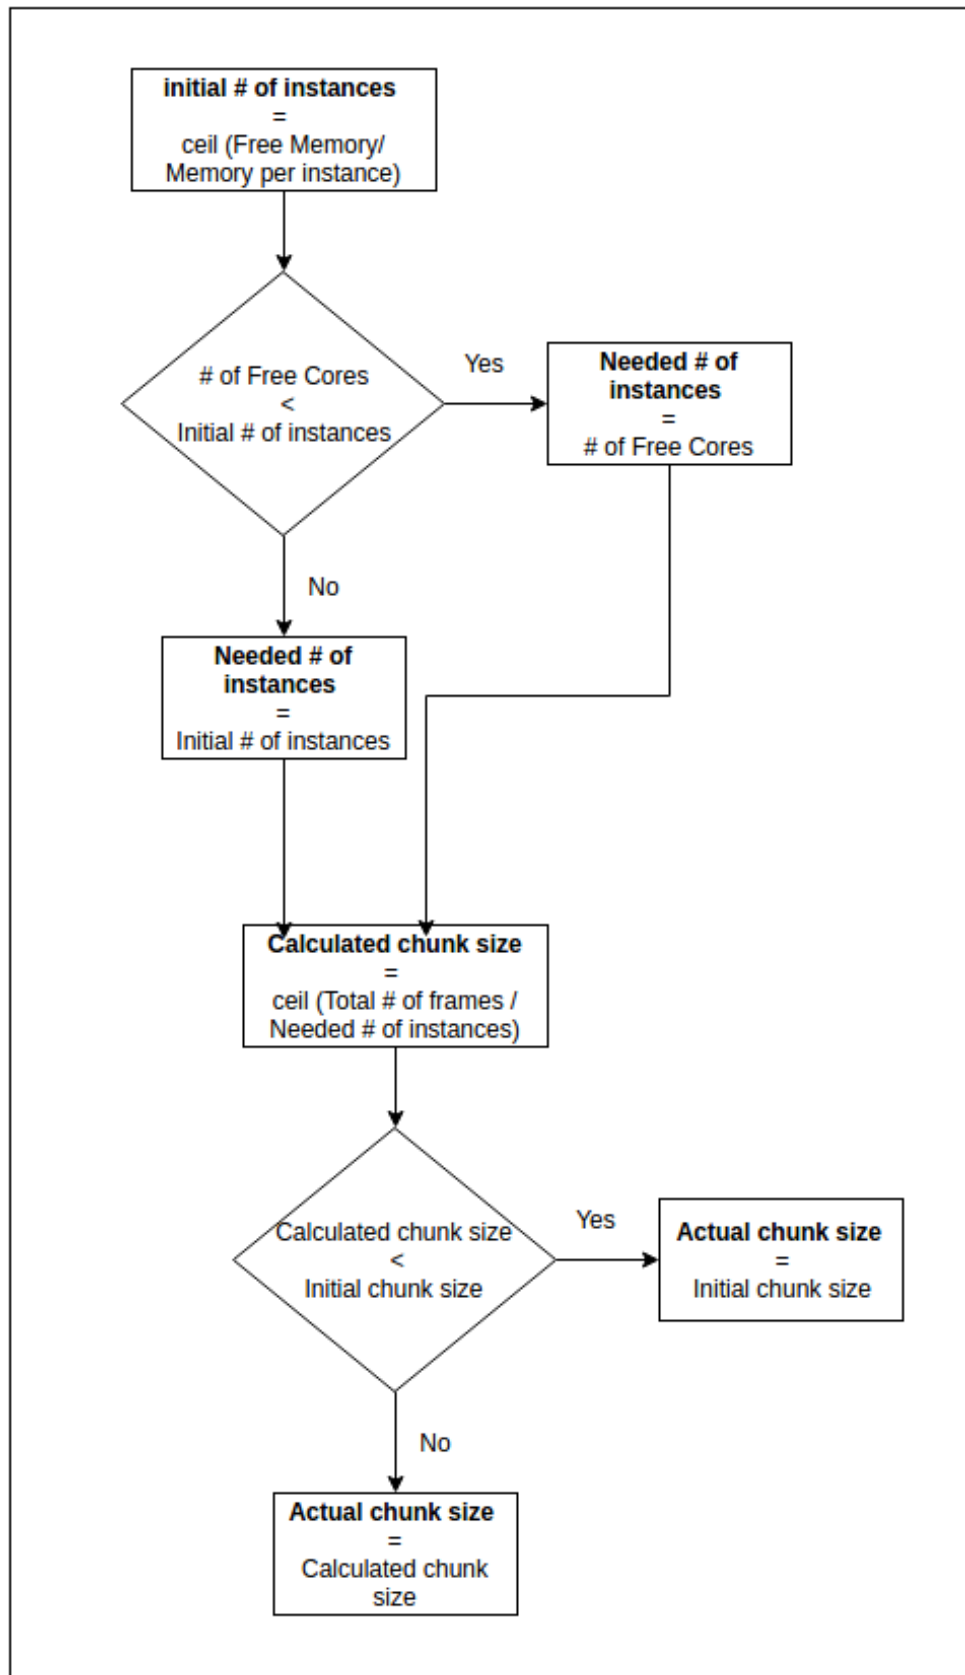 initial # of instances
=
ceil (Free Memory/
Memory per instance)
# of Free Cores
<
Initial # of instances
Yes
Needed # of
instances
=
# of Free Cores
No
Needed # of
instances
=
Initial # of instances
Calculated chunk size
=
ceil (Total # of frames /
Needed # of instances)
Calculated chunk size
<
Initial chunk size
Yes
Actual chunk size
=
Initial chunk size
No
Actual chunk size
=
Calculated chunk
size